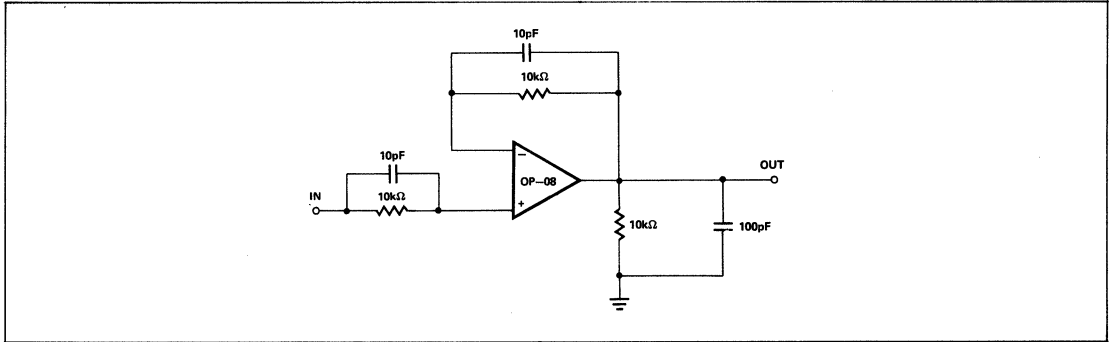 10pF
10kΩ
10pF
10kΩ
IN
−
OP–08
+
OUT
10kΩ
100pF